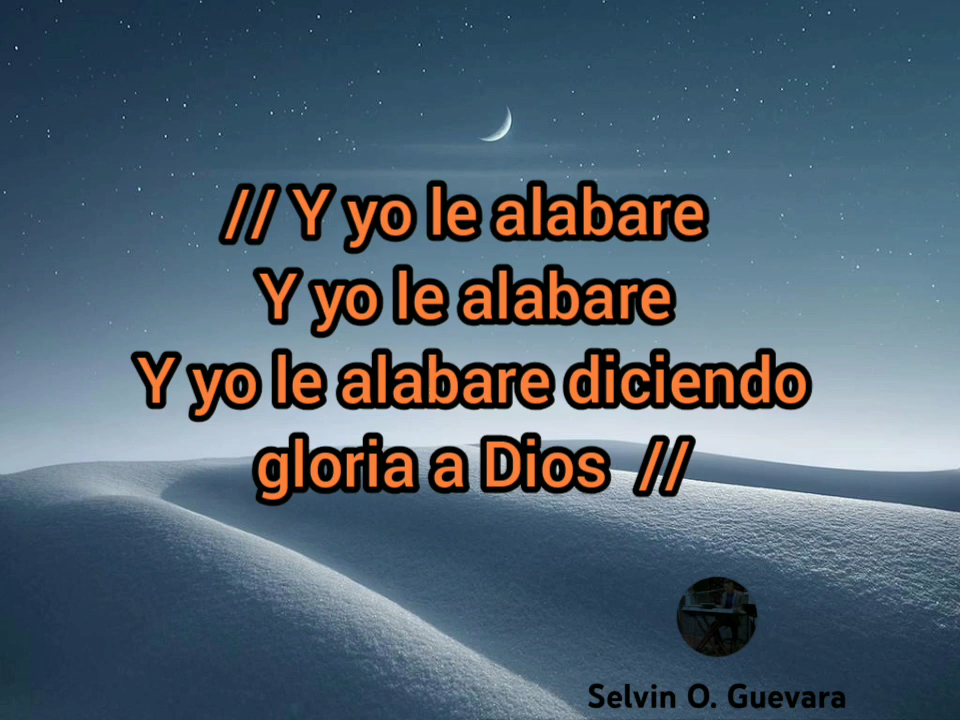 // Y yo le alabare
Y yo le alabare
Y yo le alabare diciendo
gloria a Dios //
Selvin O. Guevara